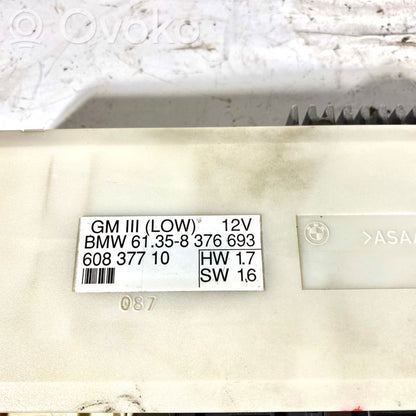 Ovoko
GM III (LOW) 12V
BMW 61.35-8 376 693
608 377 10 HW 1.7
SW 1.6
>ASA
087